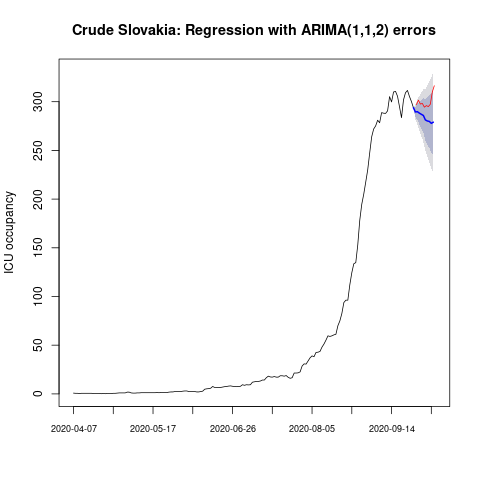 Crude Slovakia: Regression with ARIMA(1,1,2) errors
ICU occupancy
300
250
200
150
100
50
0
2020-04-07 2020-05-17 2020-06-26 2020-08-05 2020-09-14